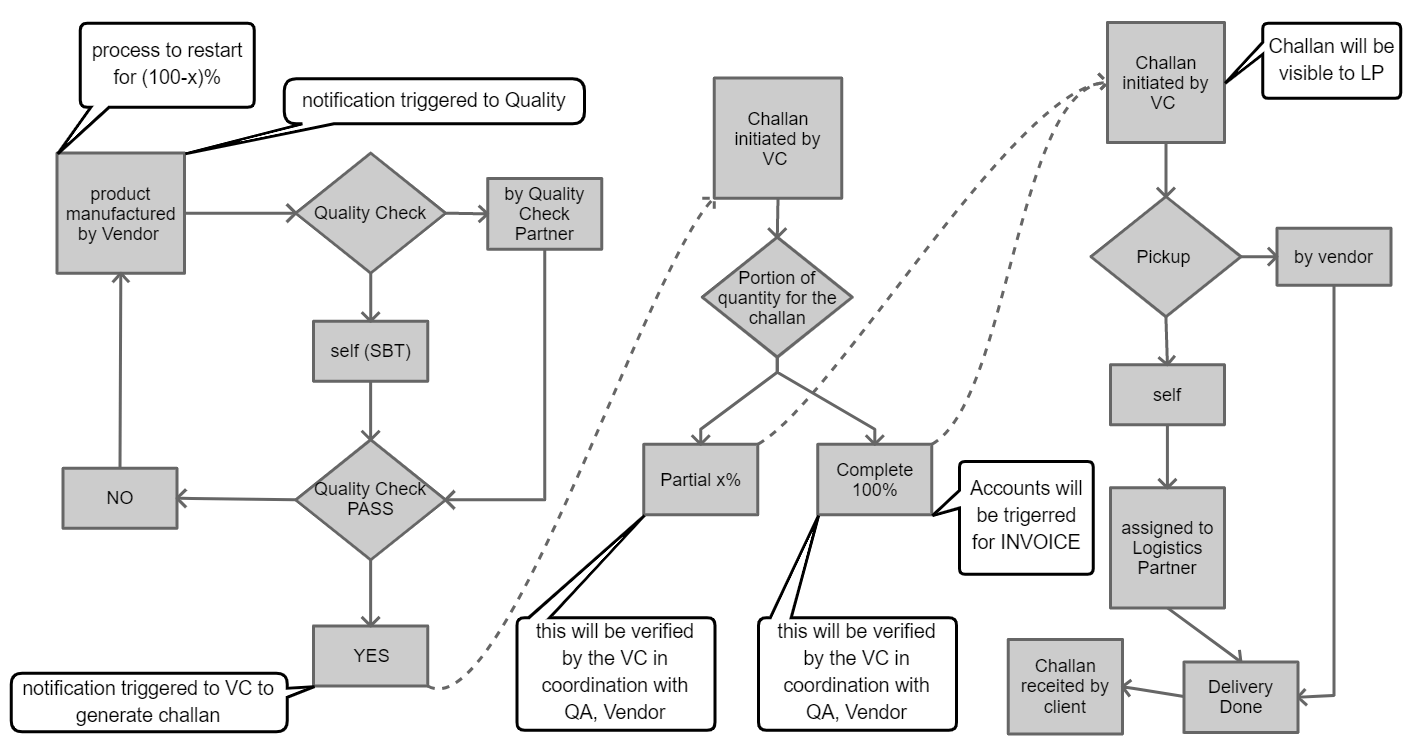 process to restart
for (100-x)%
notification triggered to Quality
product
manufactured
by Vendor
Quality Check
by Quality
Check
Partner
self (SBT)
NO
Quality Check
PASS
YES
notification triggered to VC to
generate challan
Challan
initiated by
VC
Portion of
quantity for the
challan
Partial x%
Complete
100%
Accounts will
be trigerred
for INVOICE
this will be verified
by the VC in
coordination with
QA, Vendor
this will be verified
by the VC in
coordination with
QA, Vendor
Challan
initiated by
VC
Challan will be
visible to LP
Pickup
by vendor
self
assigned to
Logistics
Partner
Delivery
Done
Challan
receited by
client